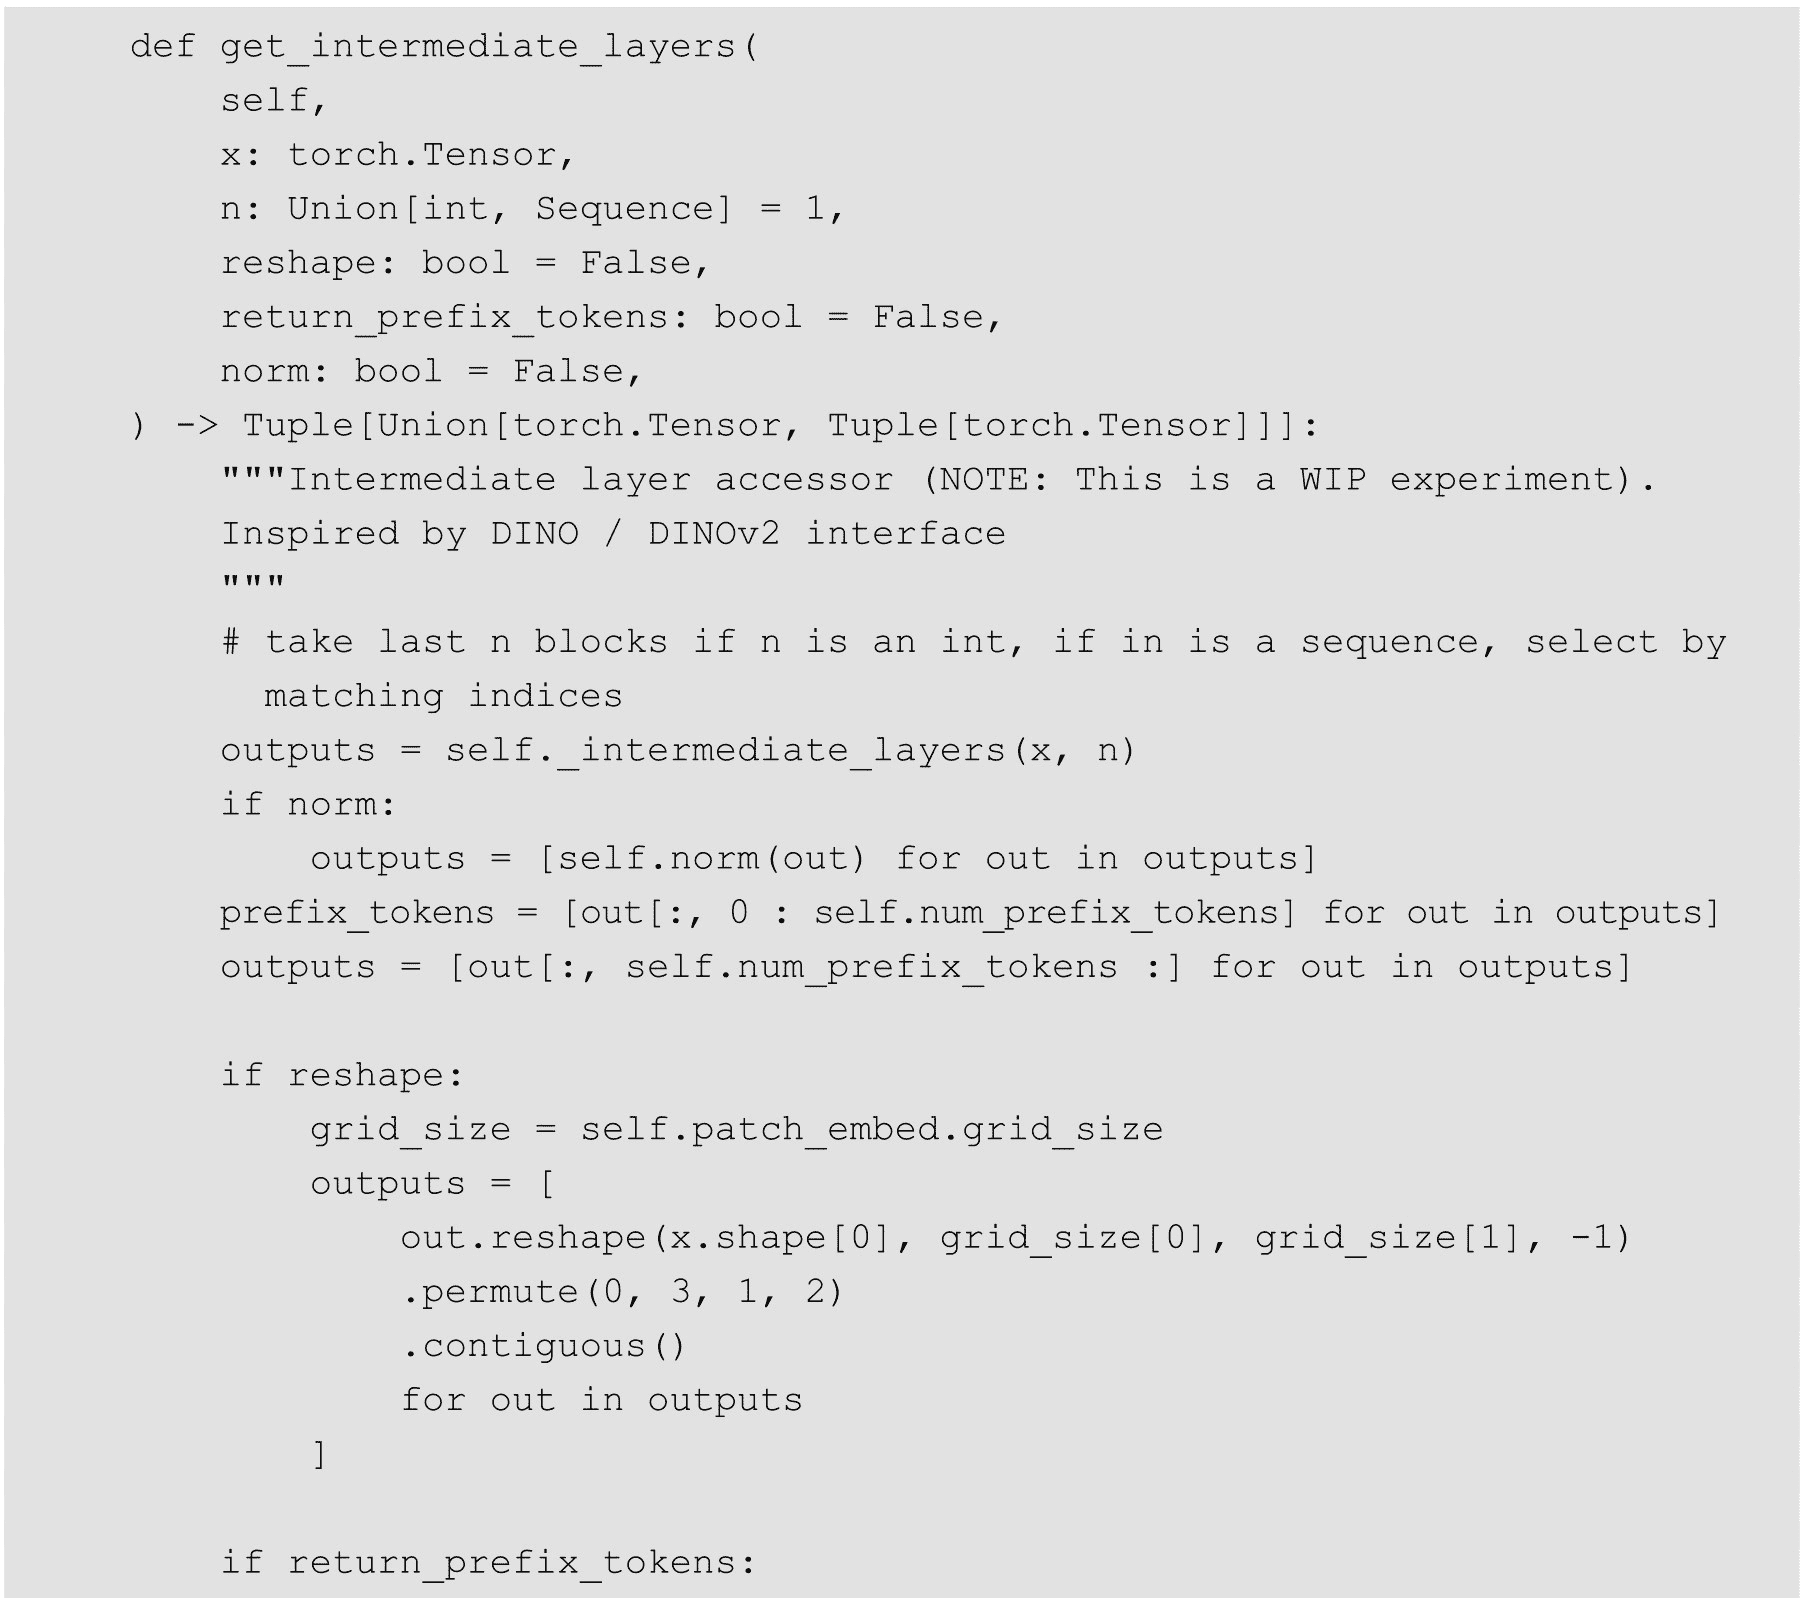 def get_intermediate_layers(
    self,
    x: torch.Tensor,
    n: Union[int, Sequence] = 1,
    reshape: bool = False,
    return_prefix_tokens: bool = False,
    norm: bool = False,
) -> Tuple[Union[torch.Tensor, Tuple[torch.Tensor]]]:
    """Intermediate layer accessor (NOTE: This is a WIP experiment).
    Inspired by DINO / DINOv2 interface
    """
    # take last n blocks if n is an int, if in is a sequence, select by
      matching indices
    outputs = self._intermediate_layers(x, n)
    if norm:
        outputs = [self.norm(out) for out in outputs]
    prefix_tokens = [out[:, 0 : self.num_prefix_tokens] for out in outputs]
    outputs = [out[:, self.num_prefix_tokens :] for out in outputs]

    if reshape:
        grid_size = self.patch_embed.grid_size
        outputs = [
            out.reshape(x.shape[0], grid_size[0], grid_size[1], -1)
            .permute(0, 3, 1, 2)
            .contiguous()
            for out in outputs
        ]

    if return_prefix_tokens: